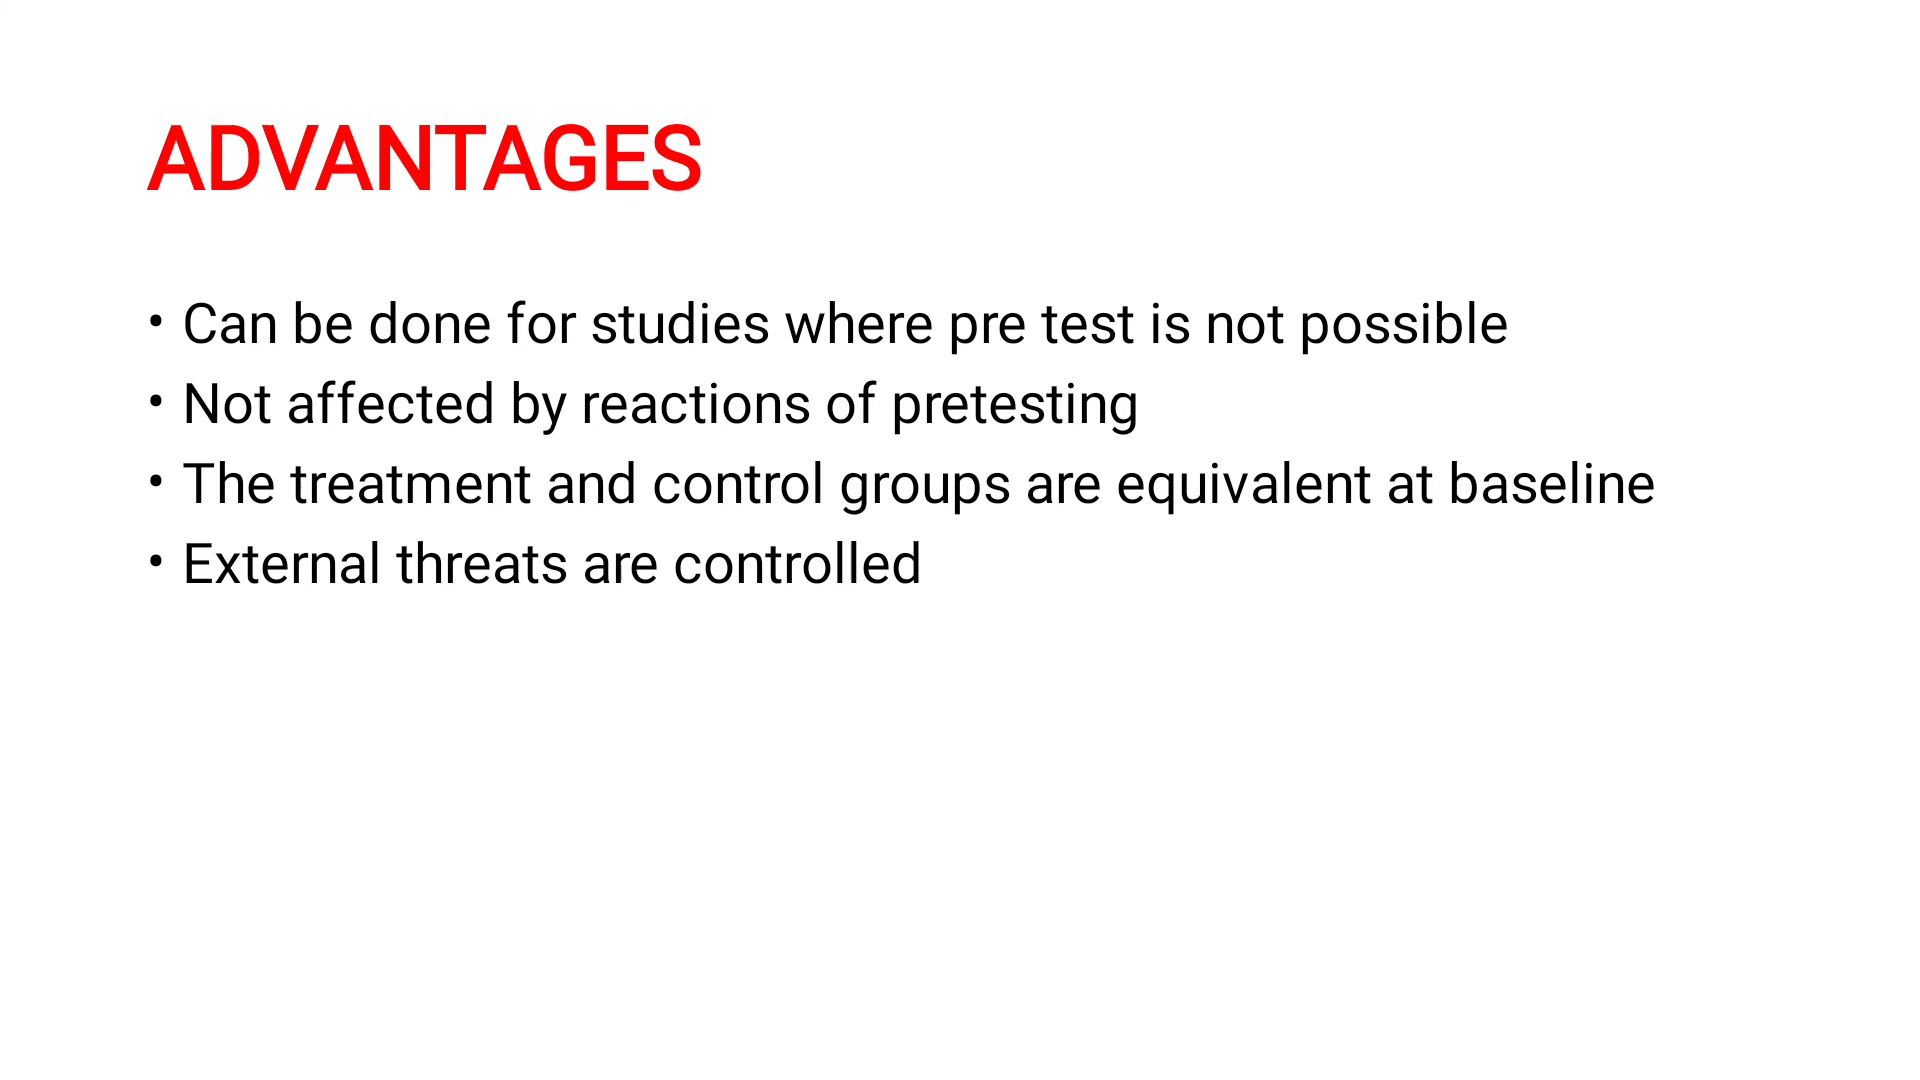 ADVANTAGES
• Can be done for studies where pre test is not possible
• Not affected by reactions of pretesting
• The treatment and control groups are equivalent at baseline
• External threats are controlled